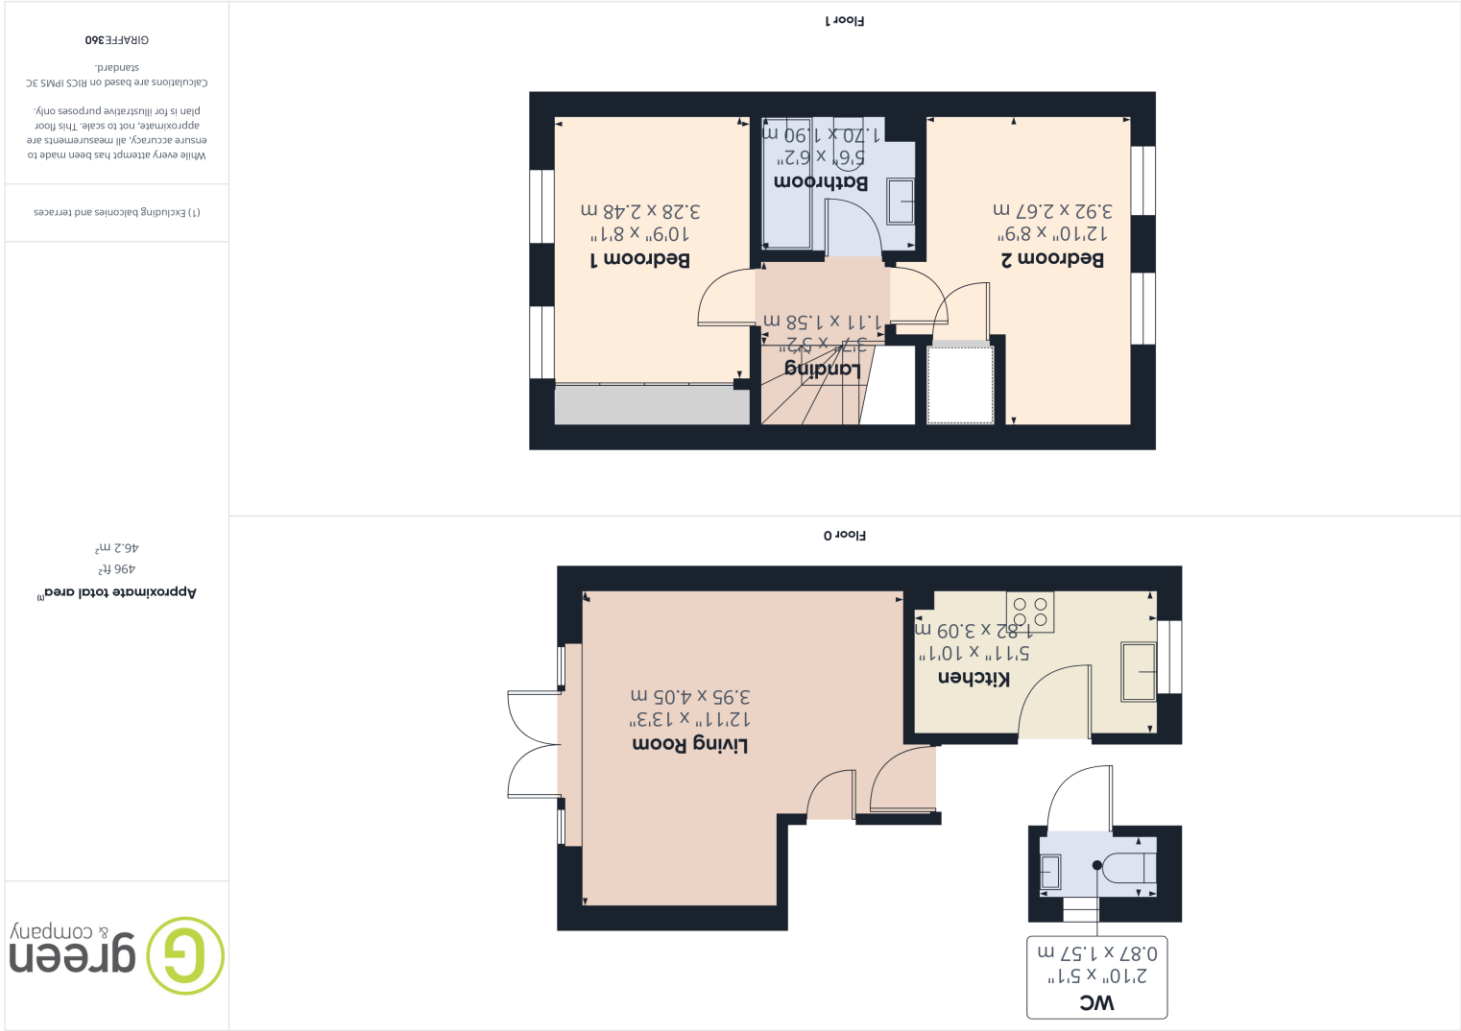 green
& company
Approximate total area(1)
496 ft²
46.2 m²
(1) Excluding balconies and terraces
While every attempt has been made to
ensure accuracy, all measurements are
approximate, not to scale. This floor
plan is for illustrative purposes only.
Calculations are based on RICS IPMS 3C
standard.
GIRAFFE360
WC
2'10" x 5'1"
0.87 x 1.57 m
Living Room
12'11" x 13'3"
3.95 x 4.05 m
Kitchen
5'11" x 10'1"
1.82 x 3.09 m
Floor 0
Landing
3'7" x 5'2"
1.11 x 1.58 m
Bedroom 2
12'10" x 8'9"
3.92 x 2.67 m
Bedroom 1
10'9" x 8'1"
3.28 x 2.48 m
Bathroom
5'6" x 6'2"
1.70 x 1.90 m
Floor 1